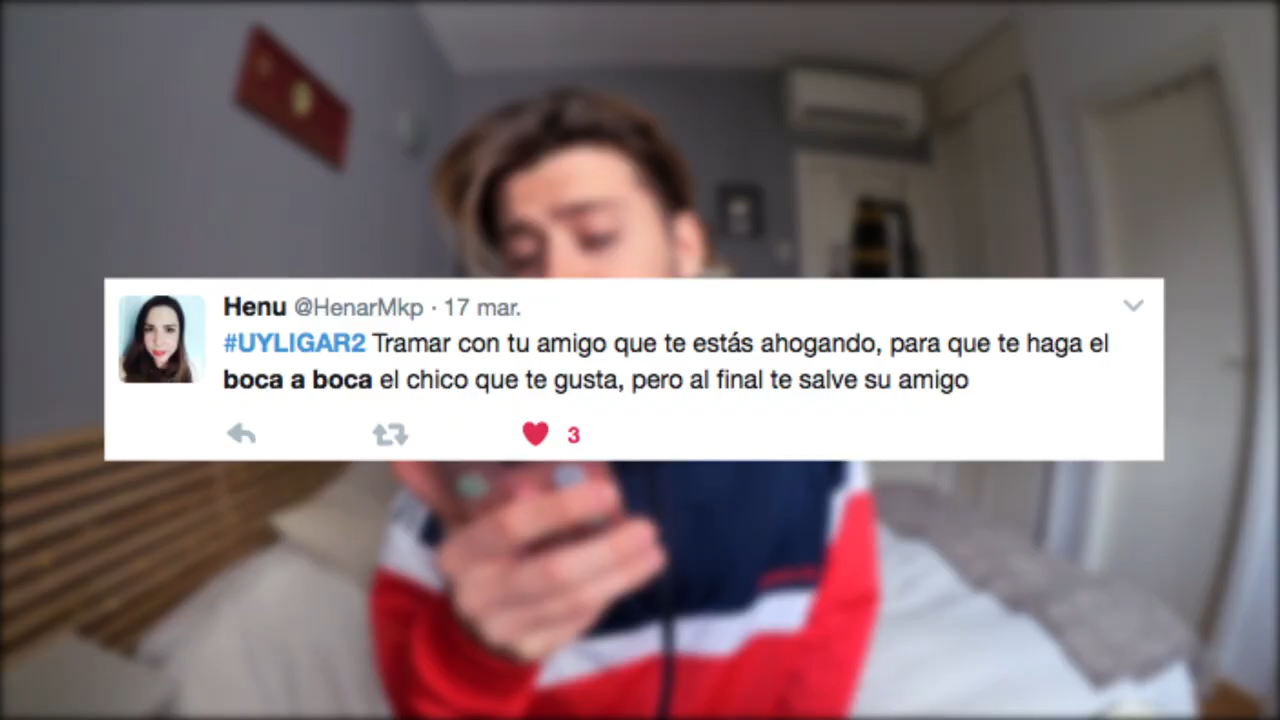 Henu @HenarMkp · 17 mar.
#UYLIGAR2 Tramar con tu amigo que te estás ahogando, para que te haga el
boca a boca el chico que te gusta, pero al final te salve su amigo
3